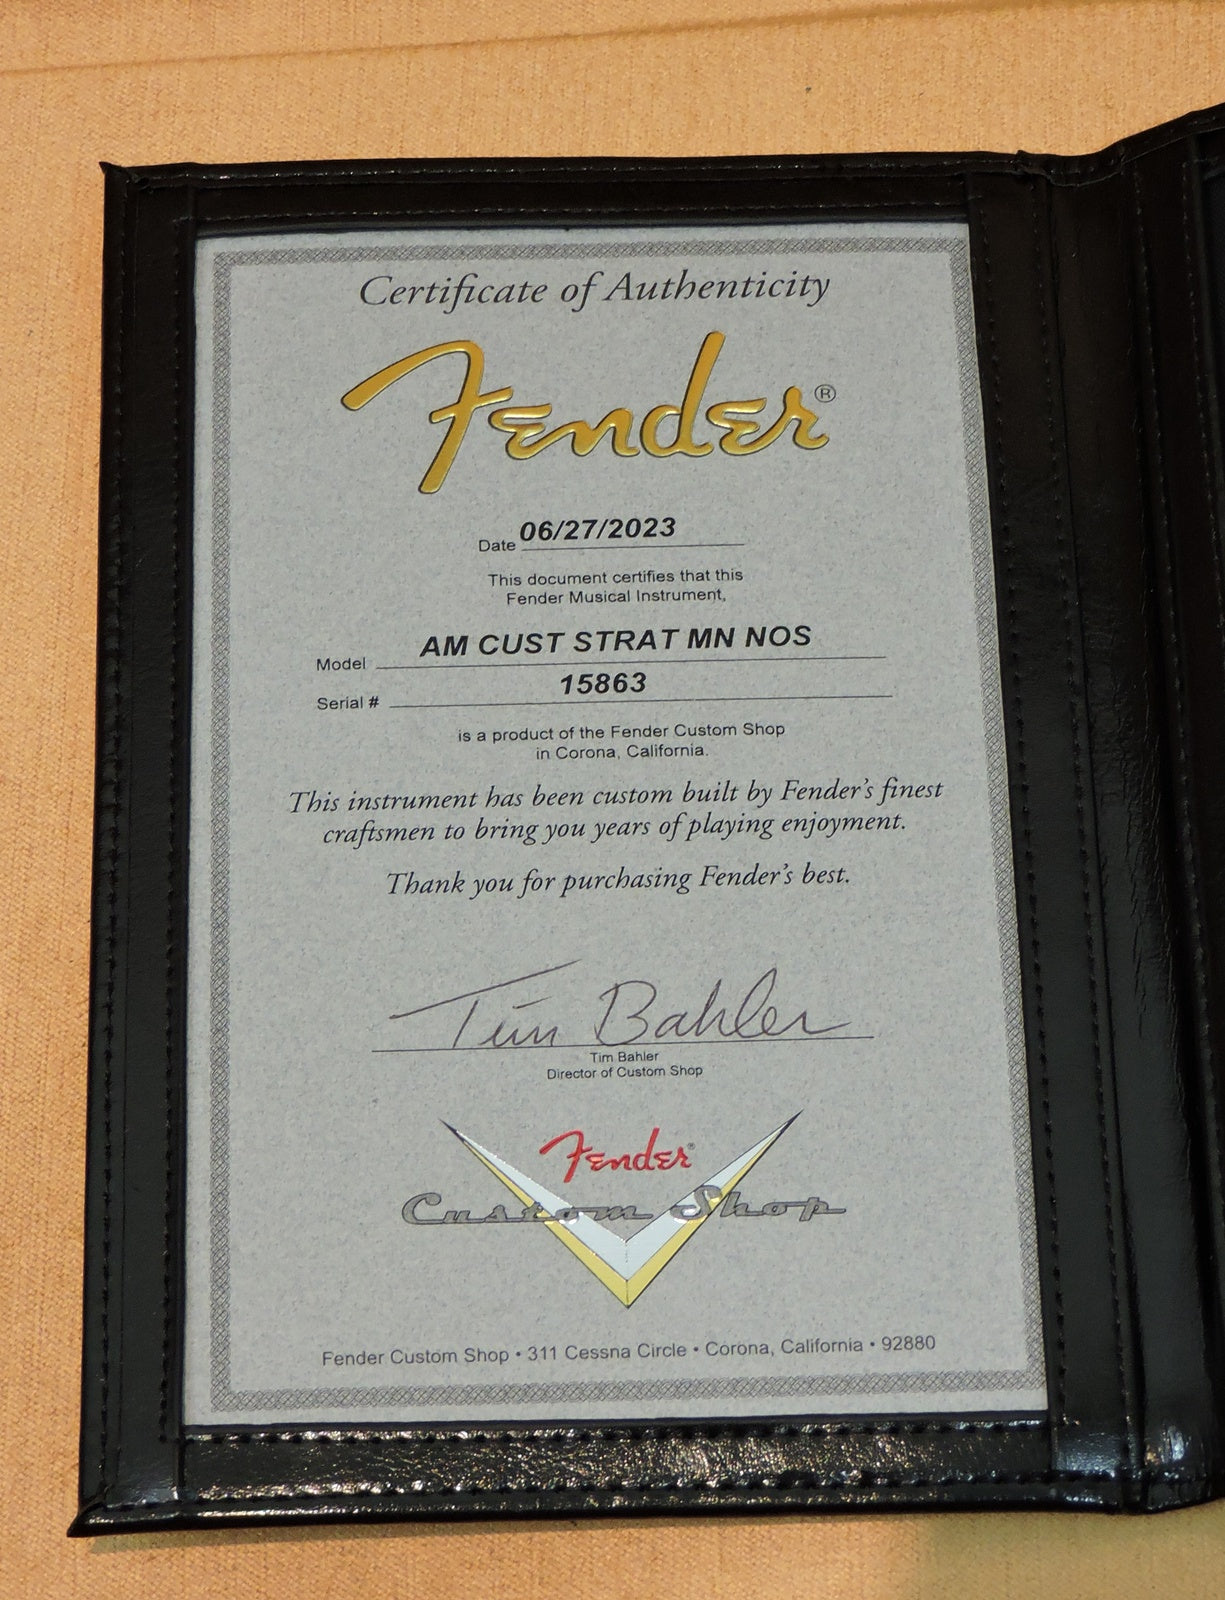 Certificate of Authenticity
Fender®
Date 06/27/2023
This document certifies that this
Fender Musical Instrument,
Model AM CUST STRAT MN NOS
Serial # 15863
is a product of the Fender Custom Shop
in Corona, California.
This instrument has been custom built by Fender's finest
craftsmen to bring you years of playing enjoyment.
Thank you for purchasing Fender's best.
Tim Bahler
Tim Bahler
Director of Custom Shop
Fender®
Custom Shop
Fender Custom Shop • 311 Cessna Circle • Corona, California • 92880